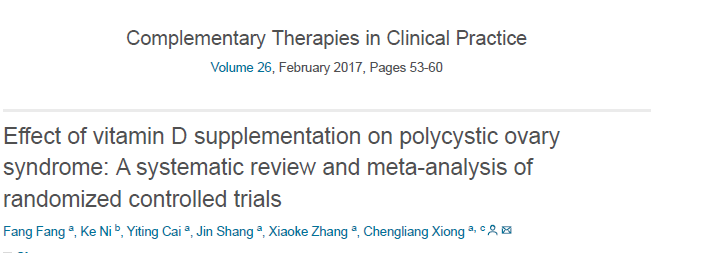 Complementary Therapies in Clinical Practice
Volume 26, February 2017, Pages 53-60
Effect of vitamin D supplementation on polycystic ovary
syndrome: A systematic review and meta-analysis of
randomized controlled trials
Fang Fang a, Ke Ni b, Yiting Cai a, Jin Shang a, Xiaoke Zhang a, Chengliang Xiong a, c